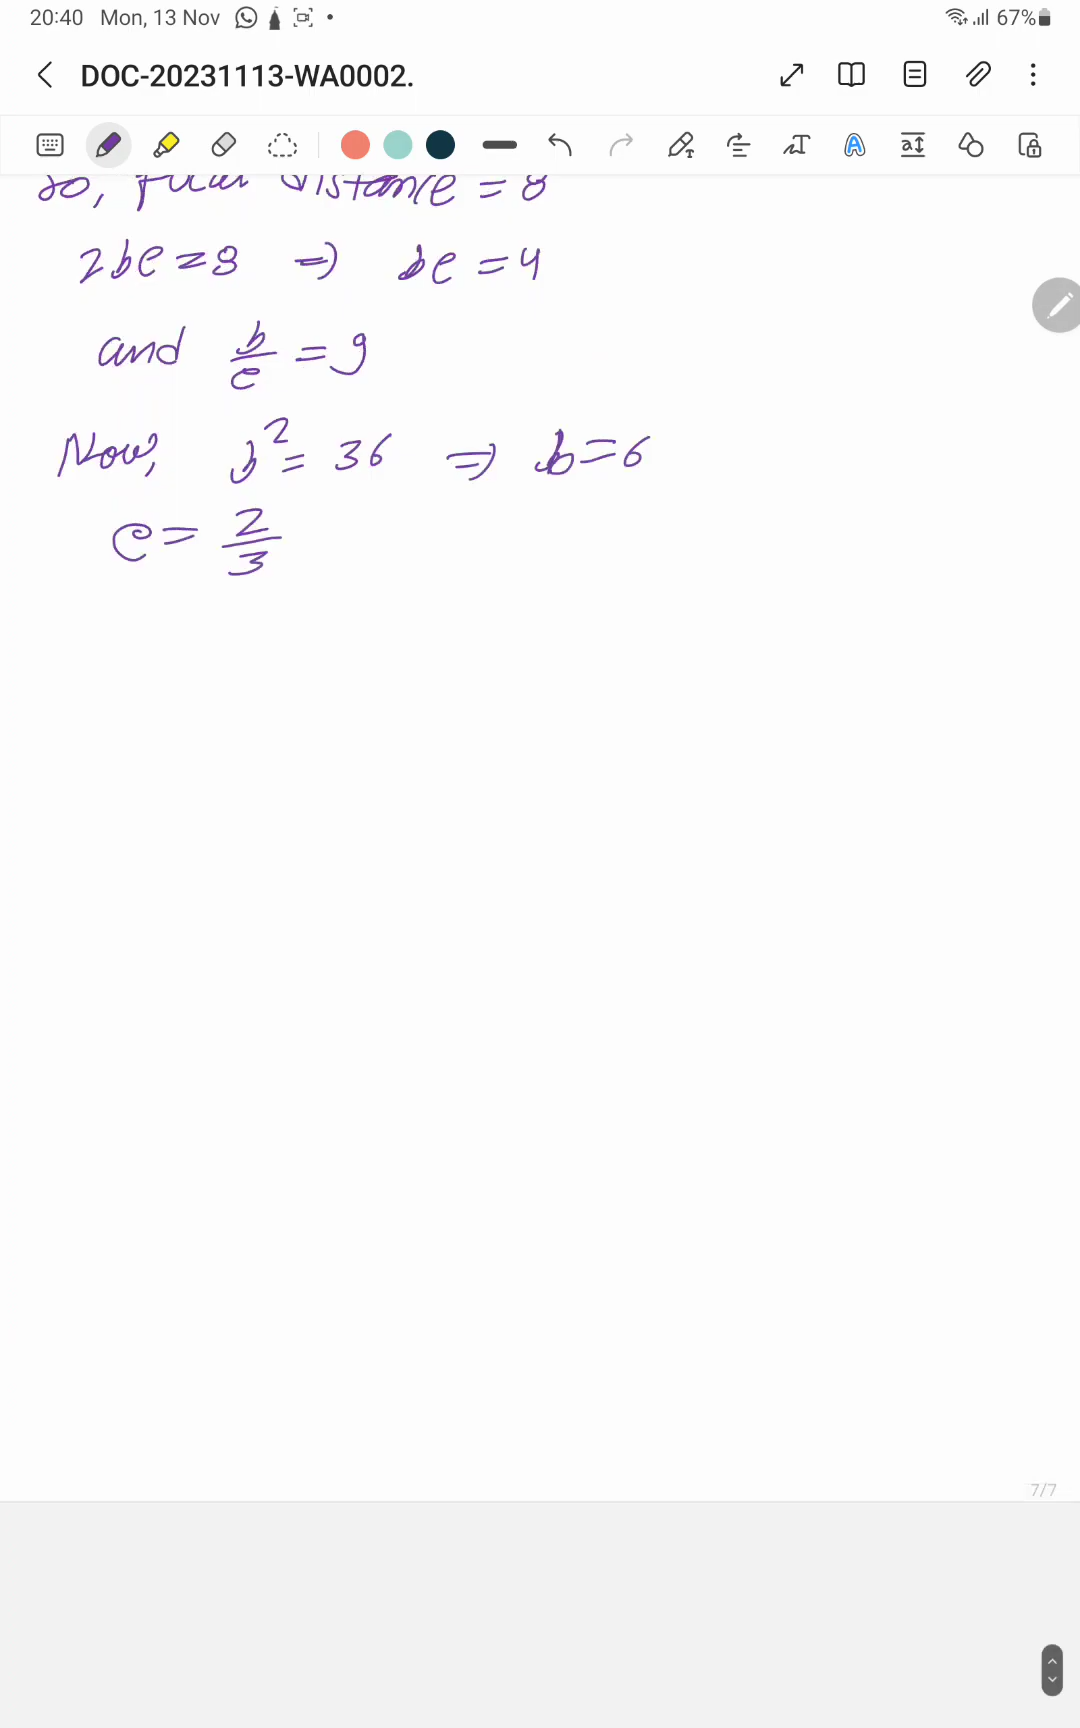 20:40 Mon, 13 Nov 67%
DOC-20231113-WA0002.
So, focal distance = 8
2be = 8 ⇒ be = 4
and b/e = 9
Now, b² = 36 ⇒ b = 6
e = 2/3
7/7